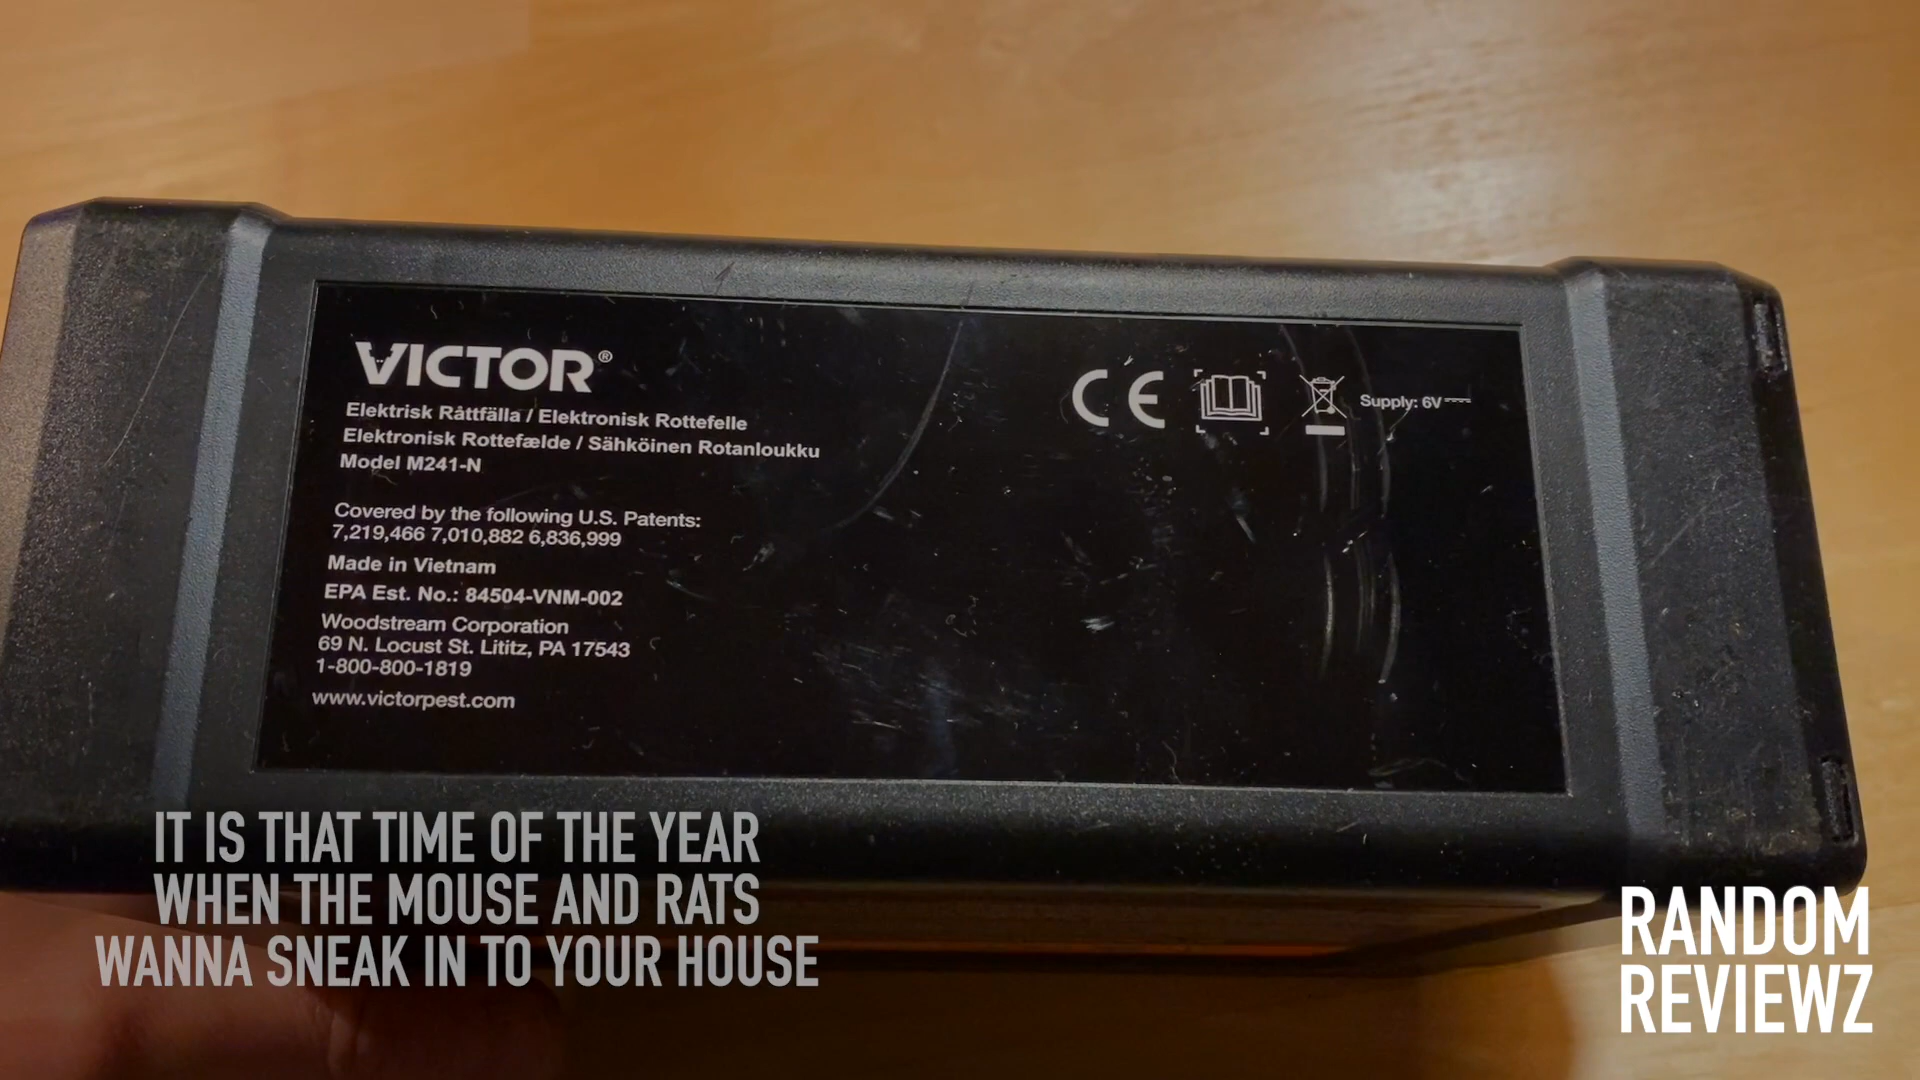 VICTOR®
Elektrisk Råttfälla / Elektronisk Rottefelle
Elektronisk Rottefælde / Sähköinen Rotanloukku
Model M241-N
Covered by the following U.S. Patents:
7,219,466 7,010,882 6,836,999
Made in Vietnam
EPA Est. No.: 84504-VNM-002
Woodstream Corporation
69 N. Locust St. Lititz, PA 17543
1-800-800-1819
www.victorpest.com
CE
Supply: 6V
IT IS THAT TIME OF THE YEAR
WHEN THE MOUSE AND RATS
WANNA SNEAK IN TO YOUR HOUSE
RANDOM
REVIEWZ